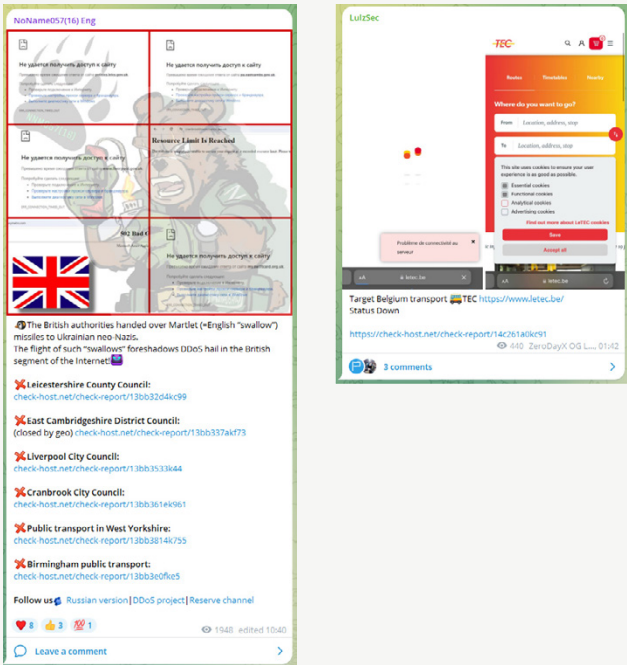 NoName057(16) Eng
Не удается получить доступ к сайту
Не удается получить доступ к сайту
Не удается получить доступ к сайту
Resource Limit Is Reached
Не удается получить доступ к сайту
502 Bad G
Не удается получить доступ к сайту
The British authorities handed over Martlet (=English "swallow")
missiles to Ukrainian neo-Nazis.
The flight of such "swallows" foreshadows DDoS hail in the British
segment of the Internet!
Leicestershire County Council:
check-host.net/check-report/13bb32d4kc99
East Cambridgeshire District Council:
(closed by geo) check-host.net/check-report/13bb337akf73
Liverpool City Council:
check-host.net/check-report/13bb3533k44
Cranbrook City Council:
check-host.net/check-report/13bb361ek961
Public transport in West Yorkshire:
check-host.net/check-report/13bb3814k755
Birmingham public transport:
check-host.net/check-report/13bb3e0fke5
Follow us Russian version|DDoS project|Reserve channel
8 3 100 1
1948 edited 10:40
Leave a comment
LulzSec
TEC
Routes Timetables Nearby
Where do you want to go?
From Location, address, stop
To Location, address, stop
This site uses cookies to ensure your user
experience is as good as possible.
Essential cookies
Functional cookies
Analytical cookies
Advertising cookies
Find out more about LeTEC cookies
Save
Accept all
Problème de connectivité au
serveur
AA letec.be
AA letec.be
Target Belgium transport TEC https://www.letec.be/
Status Down
https://check-host.net/check-report/14c261a0kc91
440 ZeroDayX OG L..., 01:42
3 comments